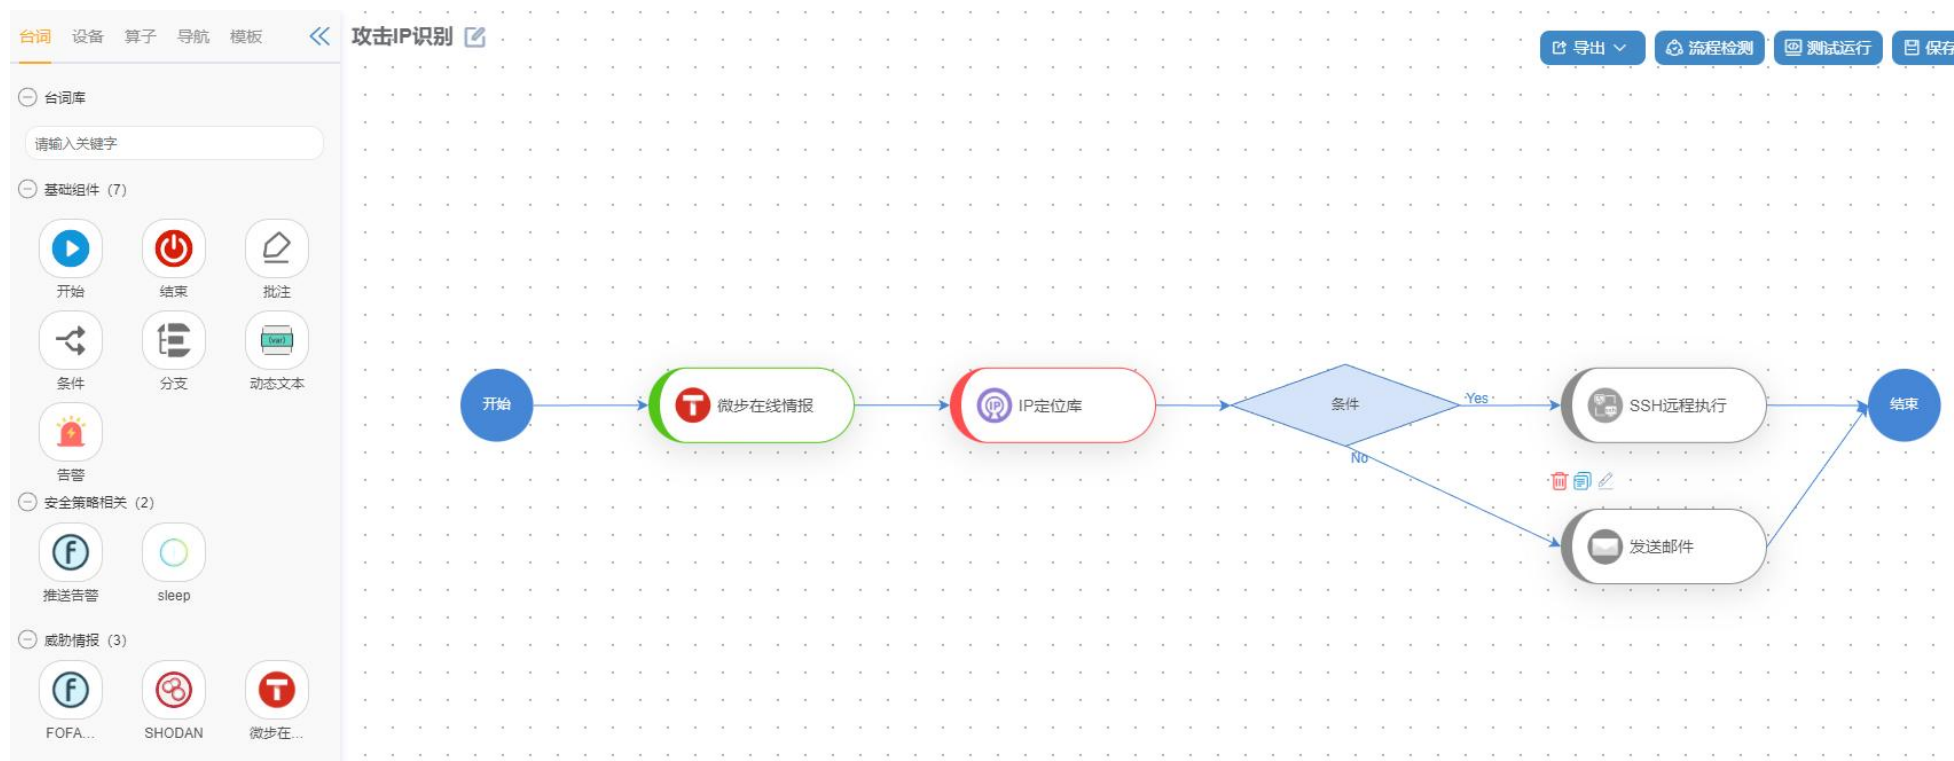 台词 设备 算子 导航 模板
攻击IP识别
导出 流程检测 测试运行 保存
台词库
请输入关键字
基础组件 (7)
开始 结束 批注
条件 分支 动态文本
{var}
告警
安全策略相关 (2)
推送告警 sleep
威胁情报 (3)
FOFA... SHODAN 微步在...
开始
微步在线情报
IP
IP定位库
条件
Yes
No
SSH远程执行
发送邮件
结束